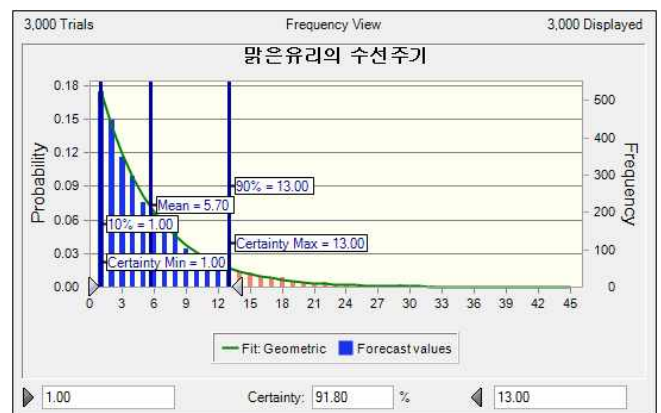 3,000 Trials Frequency View 3,000 Displayed
맑은유리의 수선주기
0.18
0.15
0.12
0.09
0.06
0.03
0.00
Probability
500
400
300
200
100
0
Frequency
90% = 13.00
Mean = 5.70
10% = 1.00
Certainty Max = 13.00
Certainty Min = 1.00
0 3 6 9 12 15 18 21 24 27 30 33 36 39 42 45
Fit: Geometric Forecast values
1.00 Certainty: 91.80 % 13.00